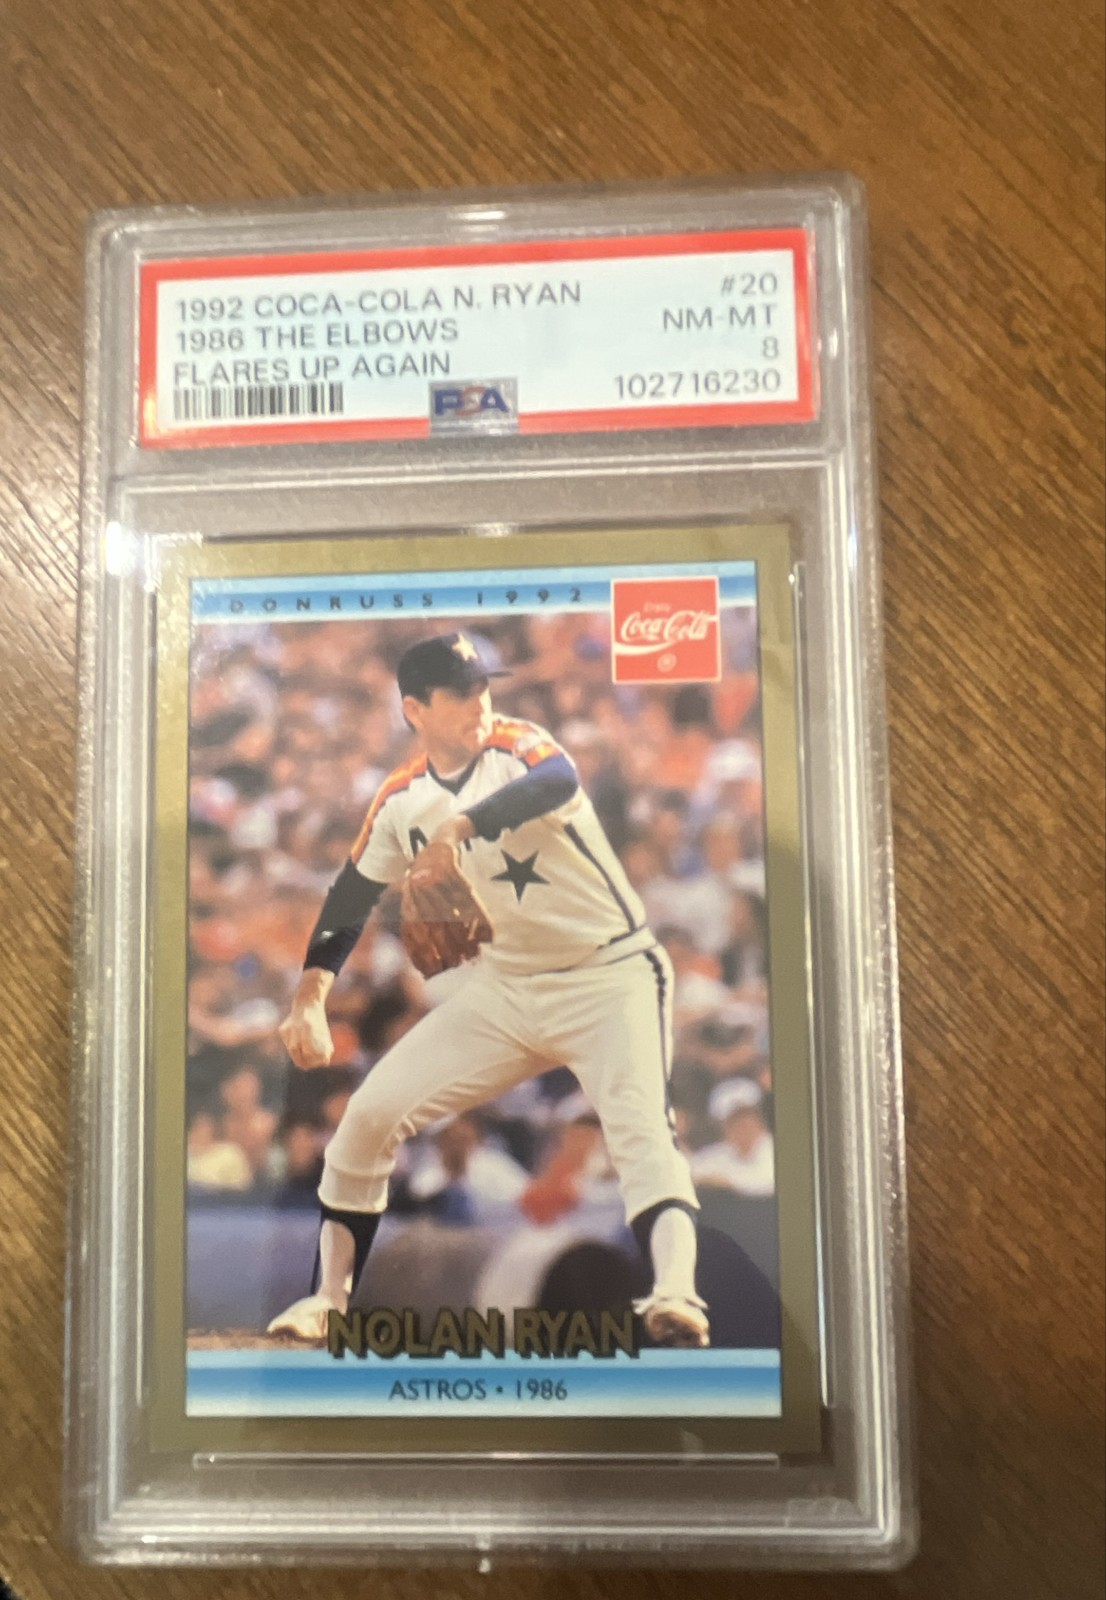 1992 COCA-COLA N. RYAN #20
1986 THE ELBOWS NM-MT
FLARES UP AGAIN 8
PSA 102716230
DONRUSS 1992
Enjoy
Coca-Cola
A
NOLAN RYAN
ASTROS • 1986